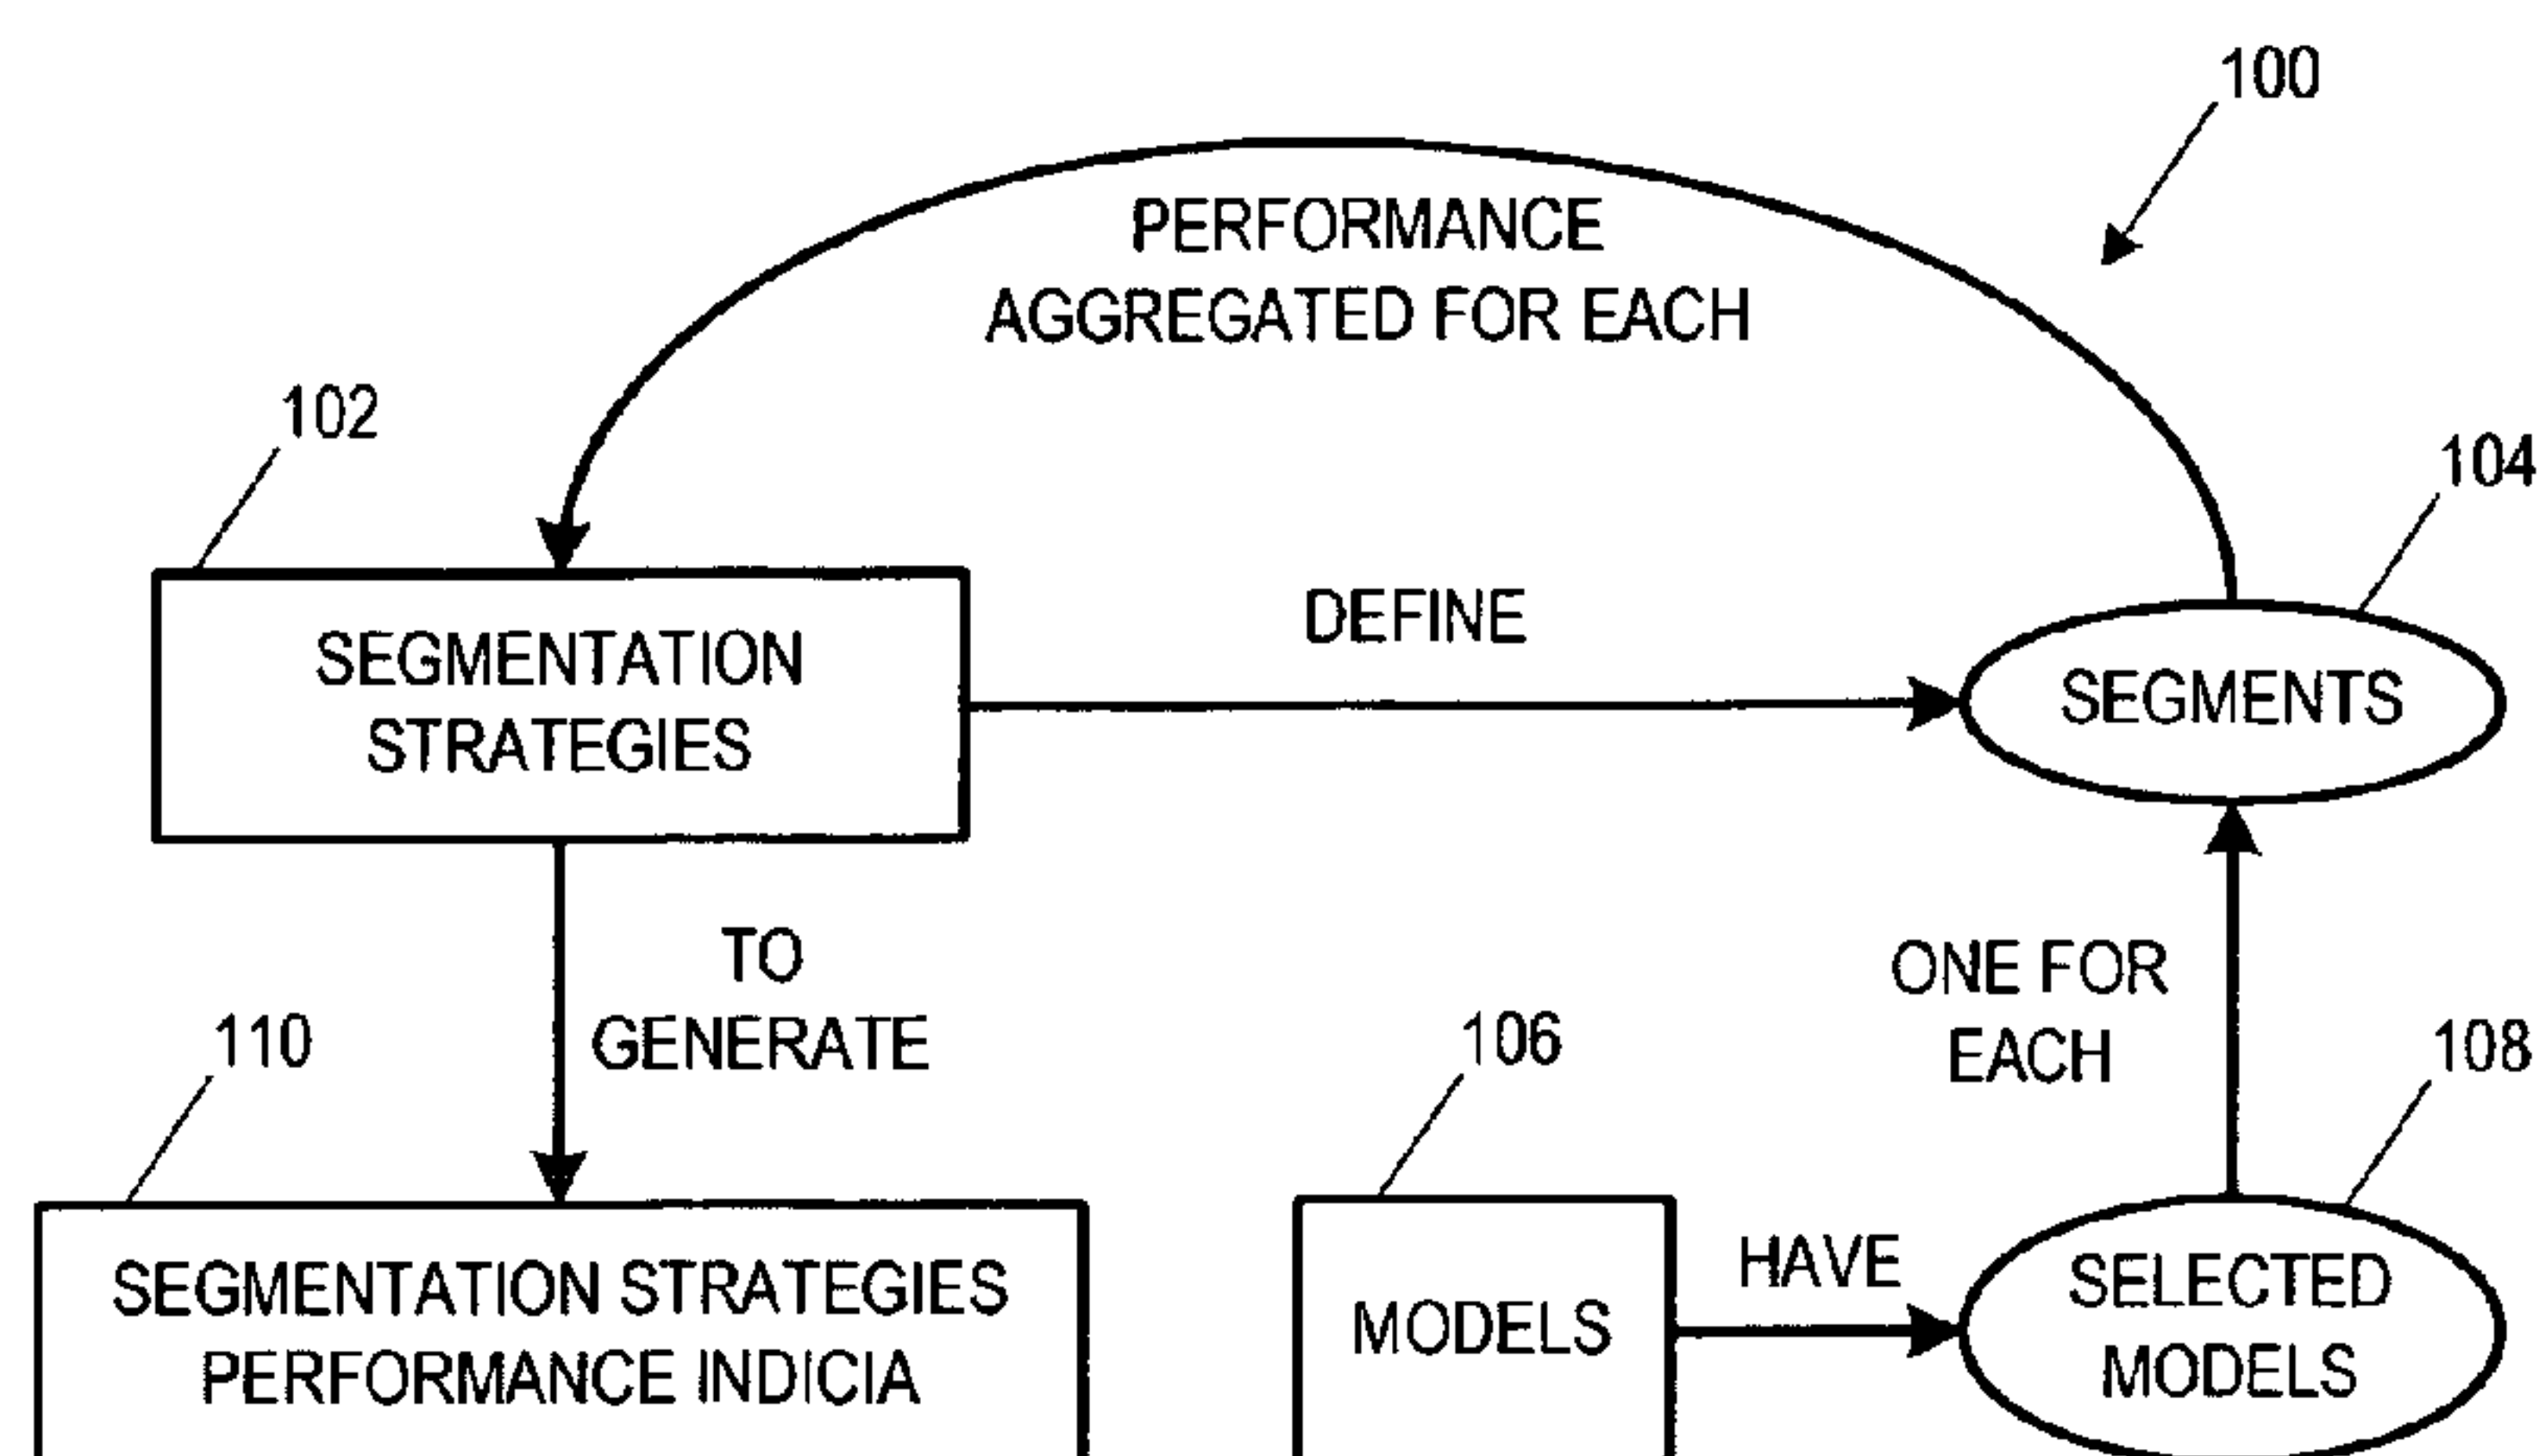 100
PERFORMANCE
AGGREGATED FOR EACH
102
104
SEGMENTATION
STRATEGIES
DEFINE
SEGMENTS
TO
GENERATE
ONE FOR
EACH
110
106
108
SEGMENTATION STRATEGIES
PERFORMANCE INDICIA
MODELS
HAVE
SELECTED
MODELS